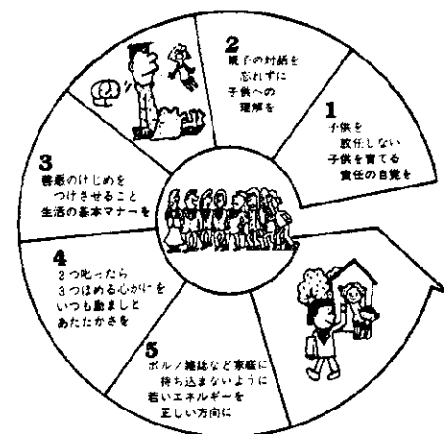 1
子供を
放任しない
子供を育てる
責任の自覚を
2
親子の対話を
忘れずに
子供への
理解を
3
善悪のけじめを
つけさせること
生活の基本マナーを
4
2つ叱ったら
3つほめる心がけを
いつも励ましと
あたたかさを
5
ポルノ雑誌など家庭に
持ち込まないように
若いエネルギーを
正しい方向に